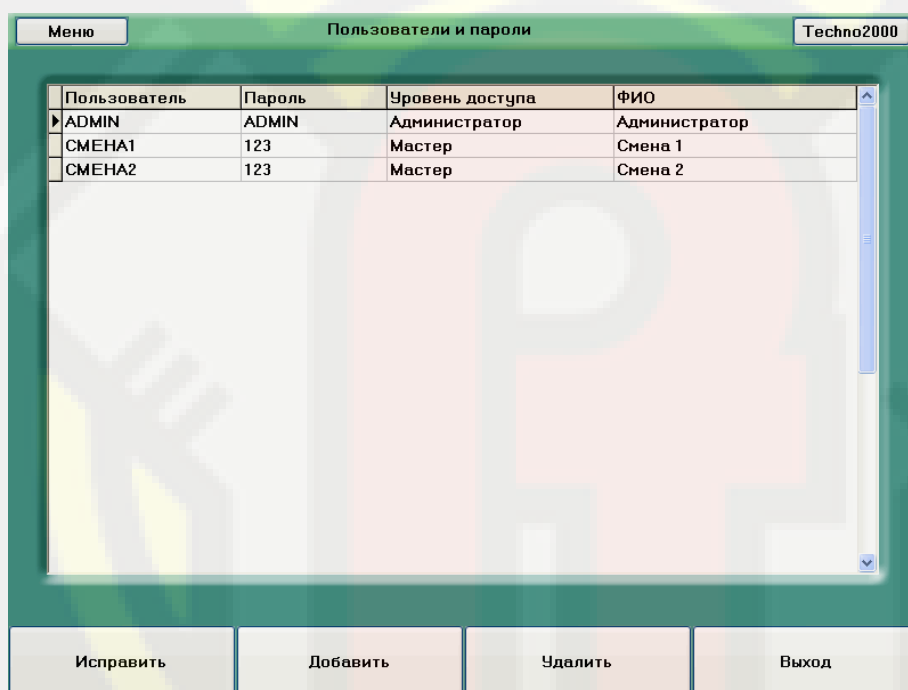 Меню Пользователи и пароли Techno2000
Пользователь Пароль Уровень доступа ФИО
ADMIN ADMIN Администратор Администратор
СМЕНА1 123 Мастер Смена 1
СМЕНА2 123 Мастер Смена 2
Исправить Добавить Удалить Выход